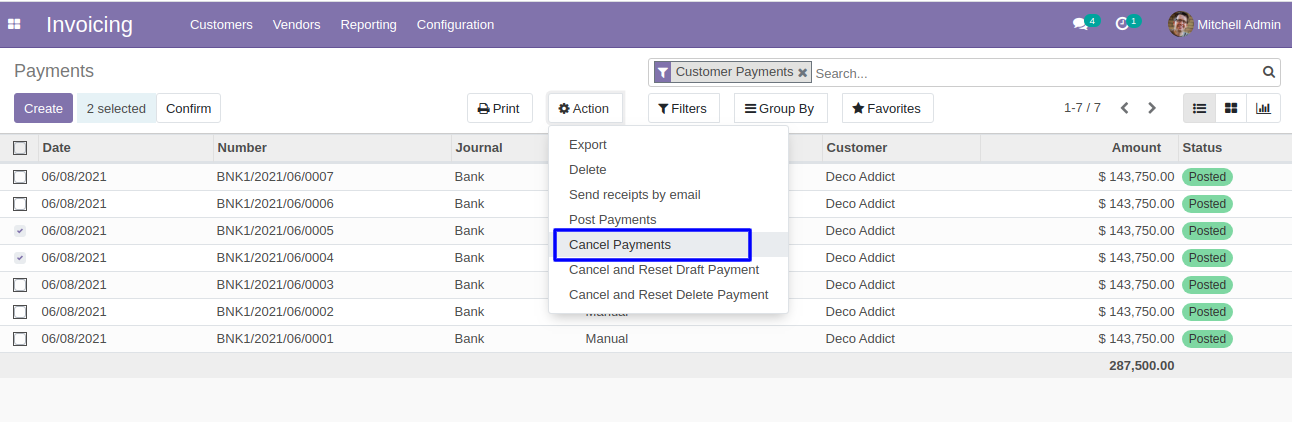 Invoicing Customers Vendors Reporting Configuration 4 1 Mitchell Admin
Payments Customer Payments Search...
Create 2 selected Confirm Print Action Filters Group By Favorites 1-7 / 7
Date Number Journal Customer Amount Status
06/08/2021 BNK1/2021/06/0007 Bank Deco Addict $ 143,750.00 Posted
06/08/2021 BNK1/2021/06/0006 Bank Deco Addict $ 143,750.00 Posted
06/08/2021 BNK1/2021/06/0005 Bank Deco Addict $ 143,750.00 Posted
06/08/2021 BNK1/2021/06/0004 Bank Deco Addict $ 143,750.00 Posted
06/08/2021 BNK1/2021/06/0003 Bank Deco Addict $ 143,750.00 Posted
06/08/2021 BNK1/2021/06/0002 Bank Manual Deco Addict $ 143,750.00 Posted
06/08/2021 BNK1/2021/06/0001 Bank Manual Deco Addict $ 143,750.00 Posted
287,500.00
Export
Delete
Send receipts by email
Post Payments
Cancel Payments
Cancel and Reset Draft Payment
Cancel and Reset Delete Payment